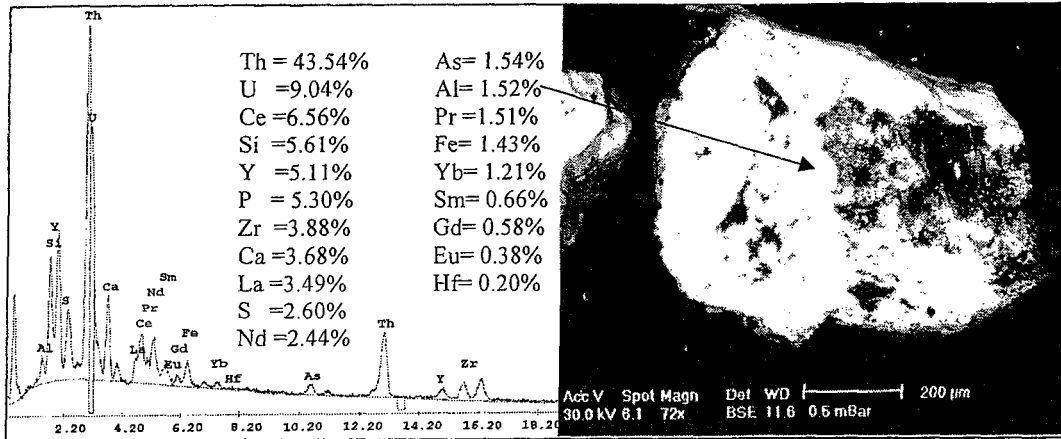 Th
Th = 43.54%
U =9.04%
Ce =6.56%
Si =5.61%
Y =5.11%
P =5.30%
Zr =3.88%
Ca =3.68%
La =3.49%
S =2.60%
Nd =2.44%
As= 1.54%
Al= 1.52%
Pr= 1.51%
Fe= 1.43%
Yb= 1.21%
Sm= 0.66%
Gd= 0.58%
Eu= 0.38%
Hf= 0.20%
U
Y
Si
S
Ca
Sm
Nd
Pr
Ce
La
Al
Eu
Gd
Fe
Yb
Hf
As
Th
Y
Zr
2.20 4.20 6.20 8.20 10.20 12.20 14.20 16.20 18.20
Acc.V Spot Magn Det WD 200 µm
30.0 kV 6.1 72x BSE 11.6 0.5 mBar